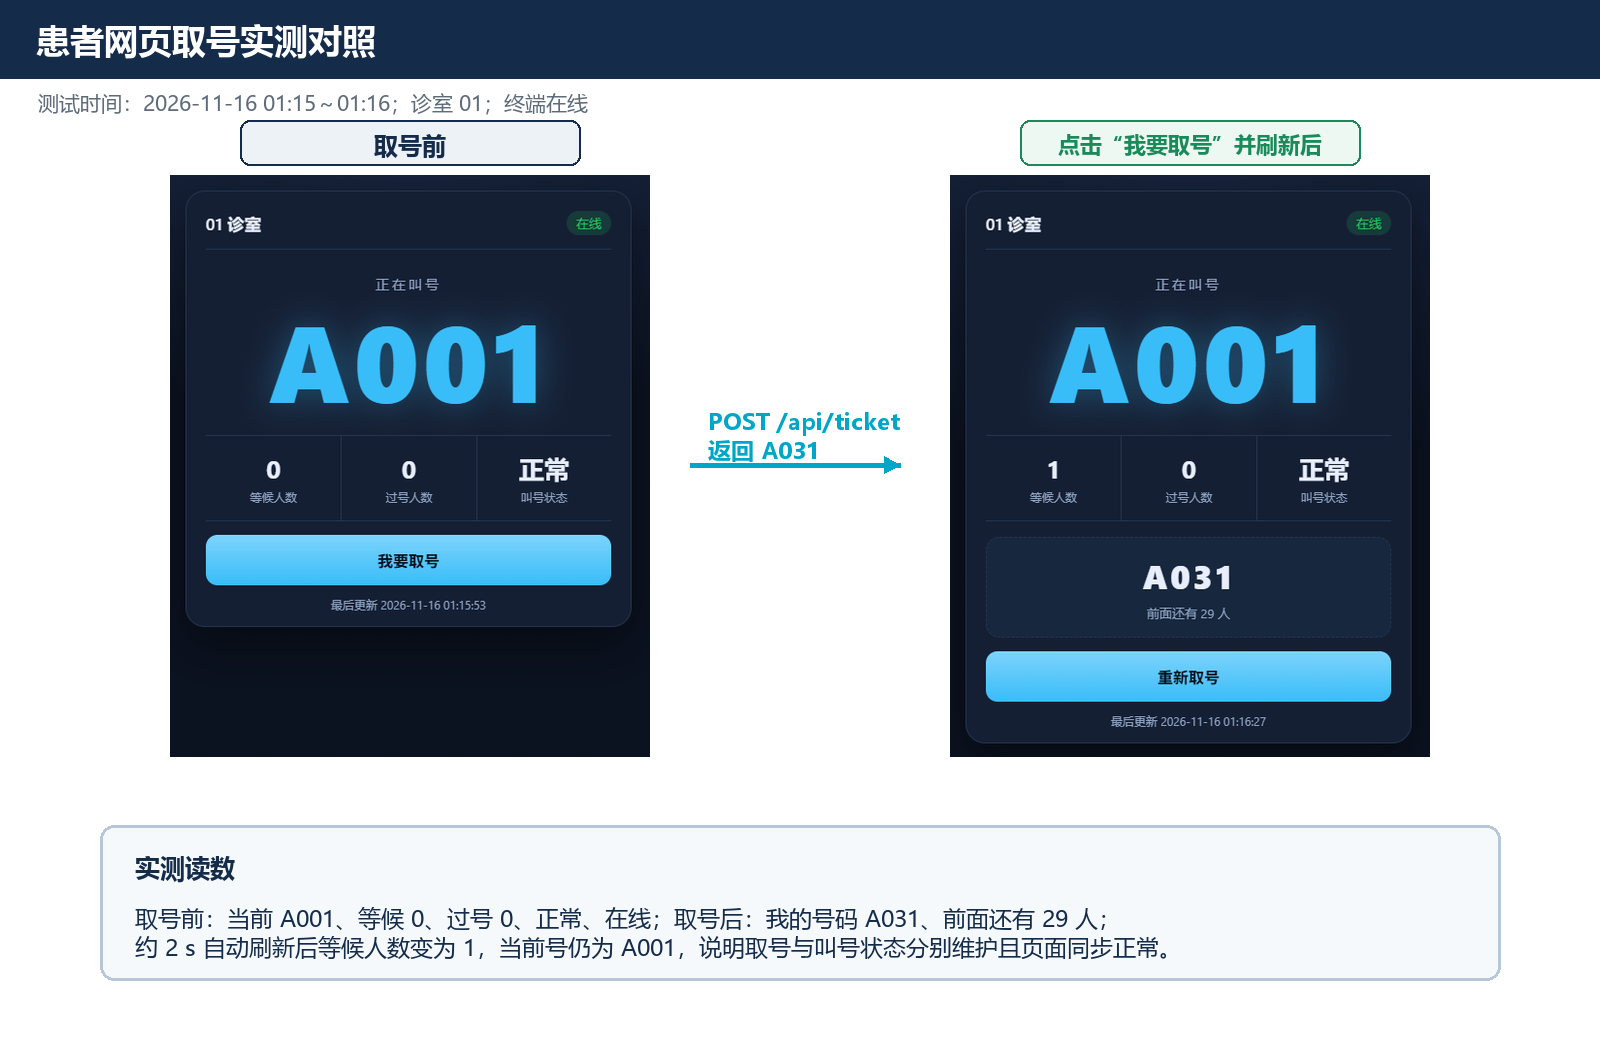 患者网页取号实测对照
测试时间：2026-11-16 01:15～01:16；诊室 01；终端在线
取号前
01 诊室
在线
正在叫号
A001
0
等候人数
0
过号人数
正常
叫号状态
我要取号
最后更新 2026-11-16 01:15:53
POST /api/ticket
返回 A031
点击“我要取号”并刷新后
01 诊室
在线
正在叫号
A001
1
等候人数
0
过号人数
正常
叫号状态
A031
前面还有 29 人
重新取号
最后更新 2026-11-16 01:16:27
实测读数
取号前：当前 A001、等候 0、过号 0、正常、在线；取号后：我的号码 A031、前面还有 29 人；
约 2 s 自动刷新后等候人数变为 1，当前号仍为 A001，说明取号与叫号状态分别维护且页面同步正常。